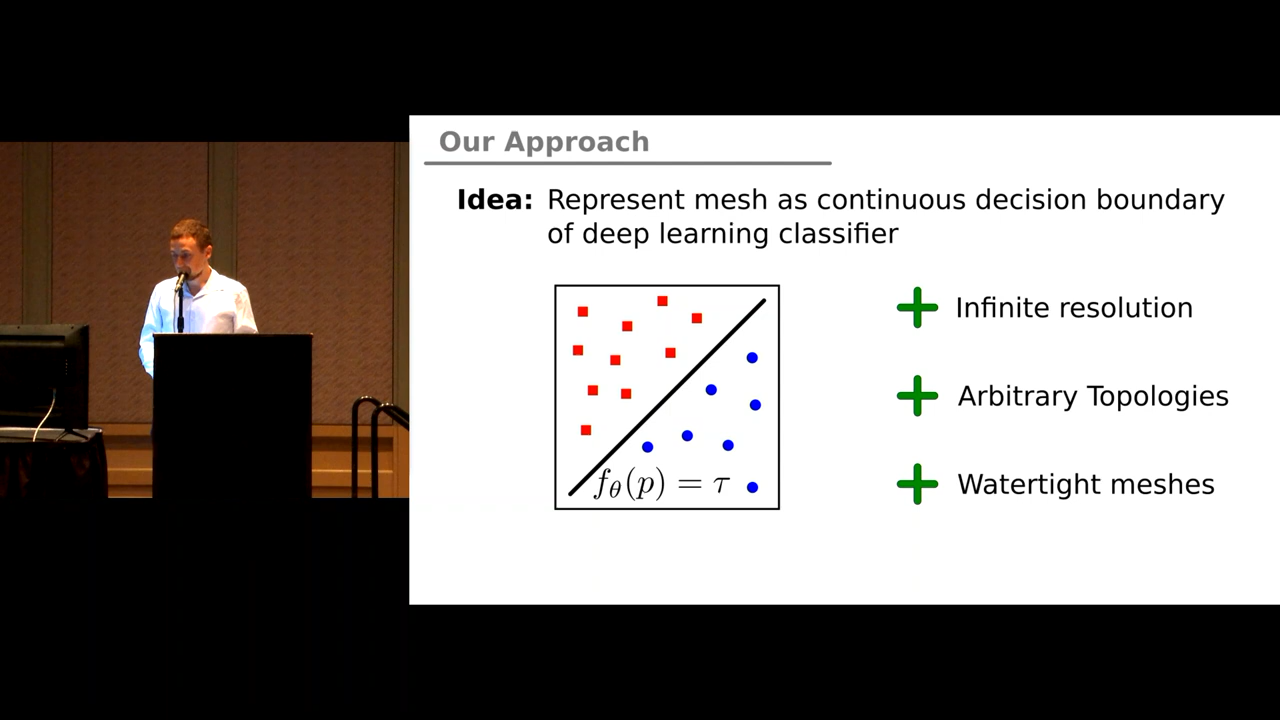 Our Approach
Idea: Represent mesh as continuous decision boundary
of deep learning classifier
Infinite resolution
Arbitrary Topologies
Watertight meshes
f_θ(p) = τ